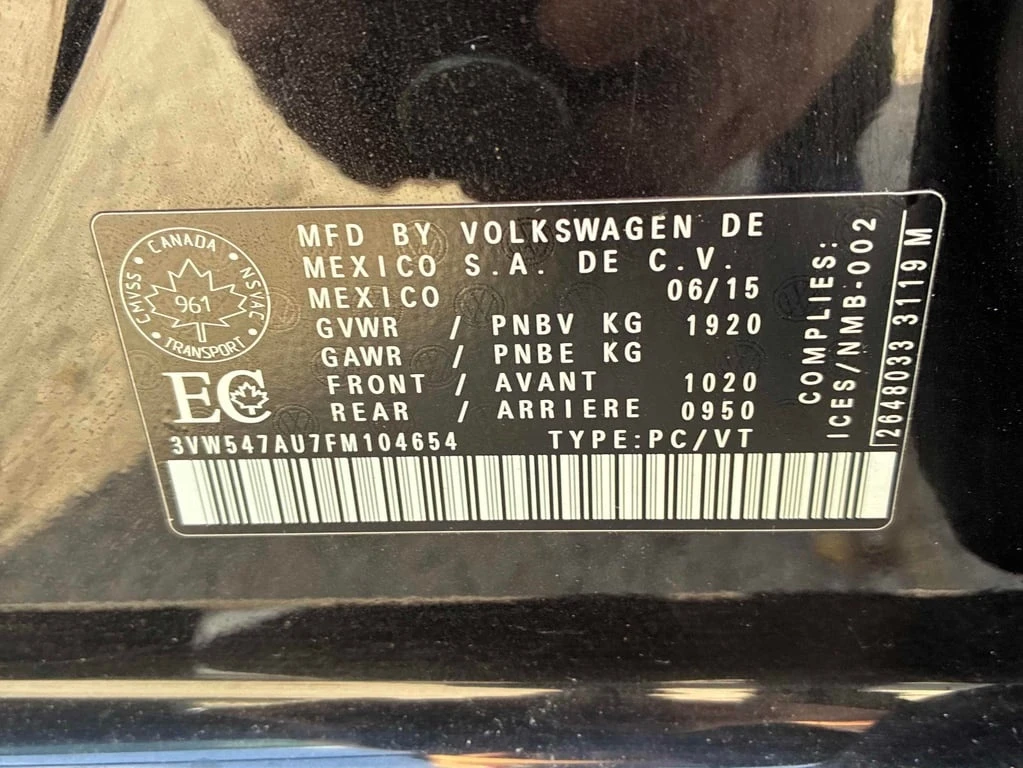 MFD BY VOLKSWAGEN DE
MEXICO S.A. DE C.V.
MEXICO 06/15
GVWR / PNBV KG 1920
GAWR / PNBE KG
FRONT / AVANT 1020
REAR / ARRIERE 0950
3VW547AU7FM104654 TYPE:PC/VT
CANADA
CMVSS
NSVAC
961
TRANSPORT
EC
COMPLIES:
ICES/NMB-002
2648033 3119 M